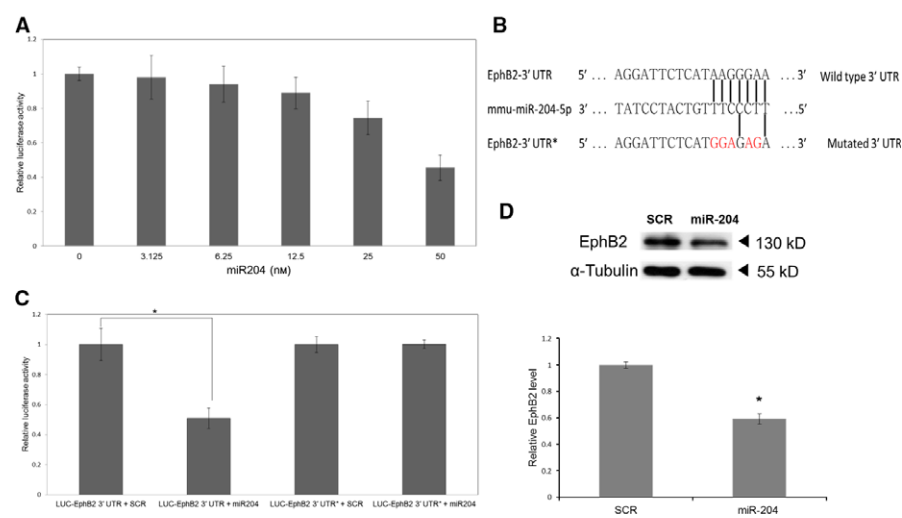 A
Relative luciferase activity
1.2
1
0.8
0.6
0.4
0.2
0
0 3.125 6.25 12.5 25 50
miR204 (nM)
B
EphB2-3' UTR 5' ... AGGATTCTCATAAGGGAA ...3' Wild type 3' UTR
mmu-miR-204-5p ... TATCCTACTGTTTCCCTT ...5'
EphB2-3' UTR* 5' ... AGGATTCTCATGGAGAGA ...3' Mutated 3' UTR
C
Relative luciferase activity
1.2
1
0.8
0.6
0.4
0.2
0
*
LUC-EphB2 3' UTR + SCR LUC-EphB2 3' UTR + miR204 LUC-EphB2 3' UTR* + SCR LUC-EphB2 3' UTR* + miR204
D
SCR miR-204
EphB2 130 kD
α-Tubulin 55 kD
Relative EphB2 level
1.2
1
0.8
0.6
0.4
0.2
0
*
SCR miR-204